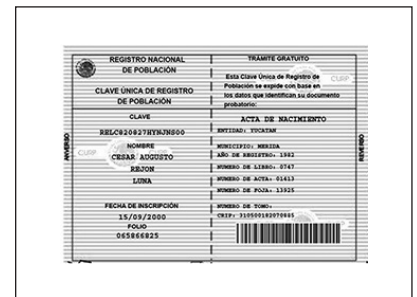 REGISTRO NACIONAL
DE POBLACIÓN
CLAVE ÚNICA DE REGISTRO
DE POBLACIÓN
CLAVE
RELC820827HYNJNS00
NOMBRE
CESAR AUGUSTO
REJON
LUNA
FECHA DE INSCRIPCIÓN
15/09/2000
FOLIO
065866825
ANVERSO
TRÁMITE GRATUITO
Esta Clave Única de Registro de
Población se expide con base en
los datos que identifican su documento
probatorio:
ACTA DE NACIMIENTO
ENTIDAD: YUCATAN
MUNICIPIO: MERIDA
AÑO DE REGISTRO: 1982
NUMERO DE LIBRO: 0747
NUMERO DE ACTA: 01613
NUMERO DE FOJA: 13925
NUMERO DE TOMO:
CRIP:
REVERSO
CURP
CURP